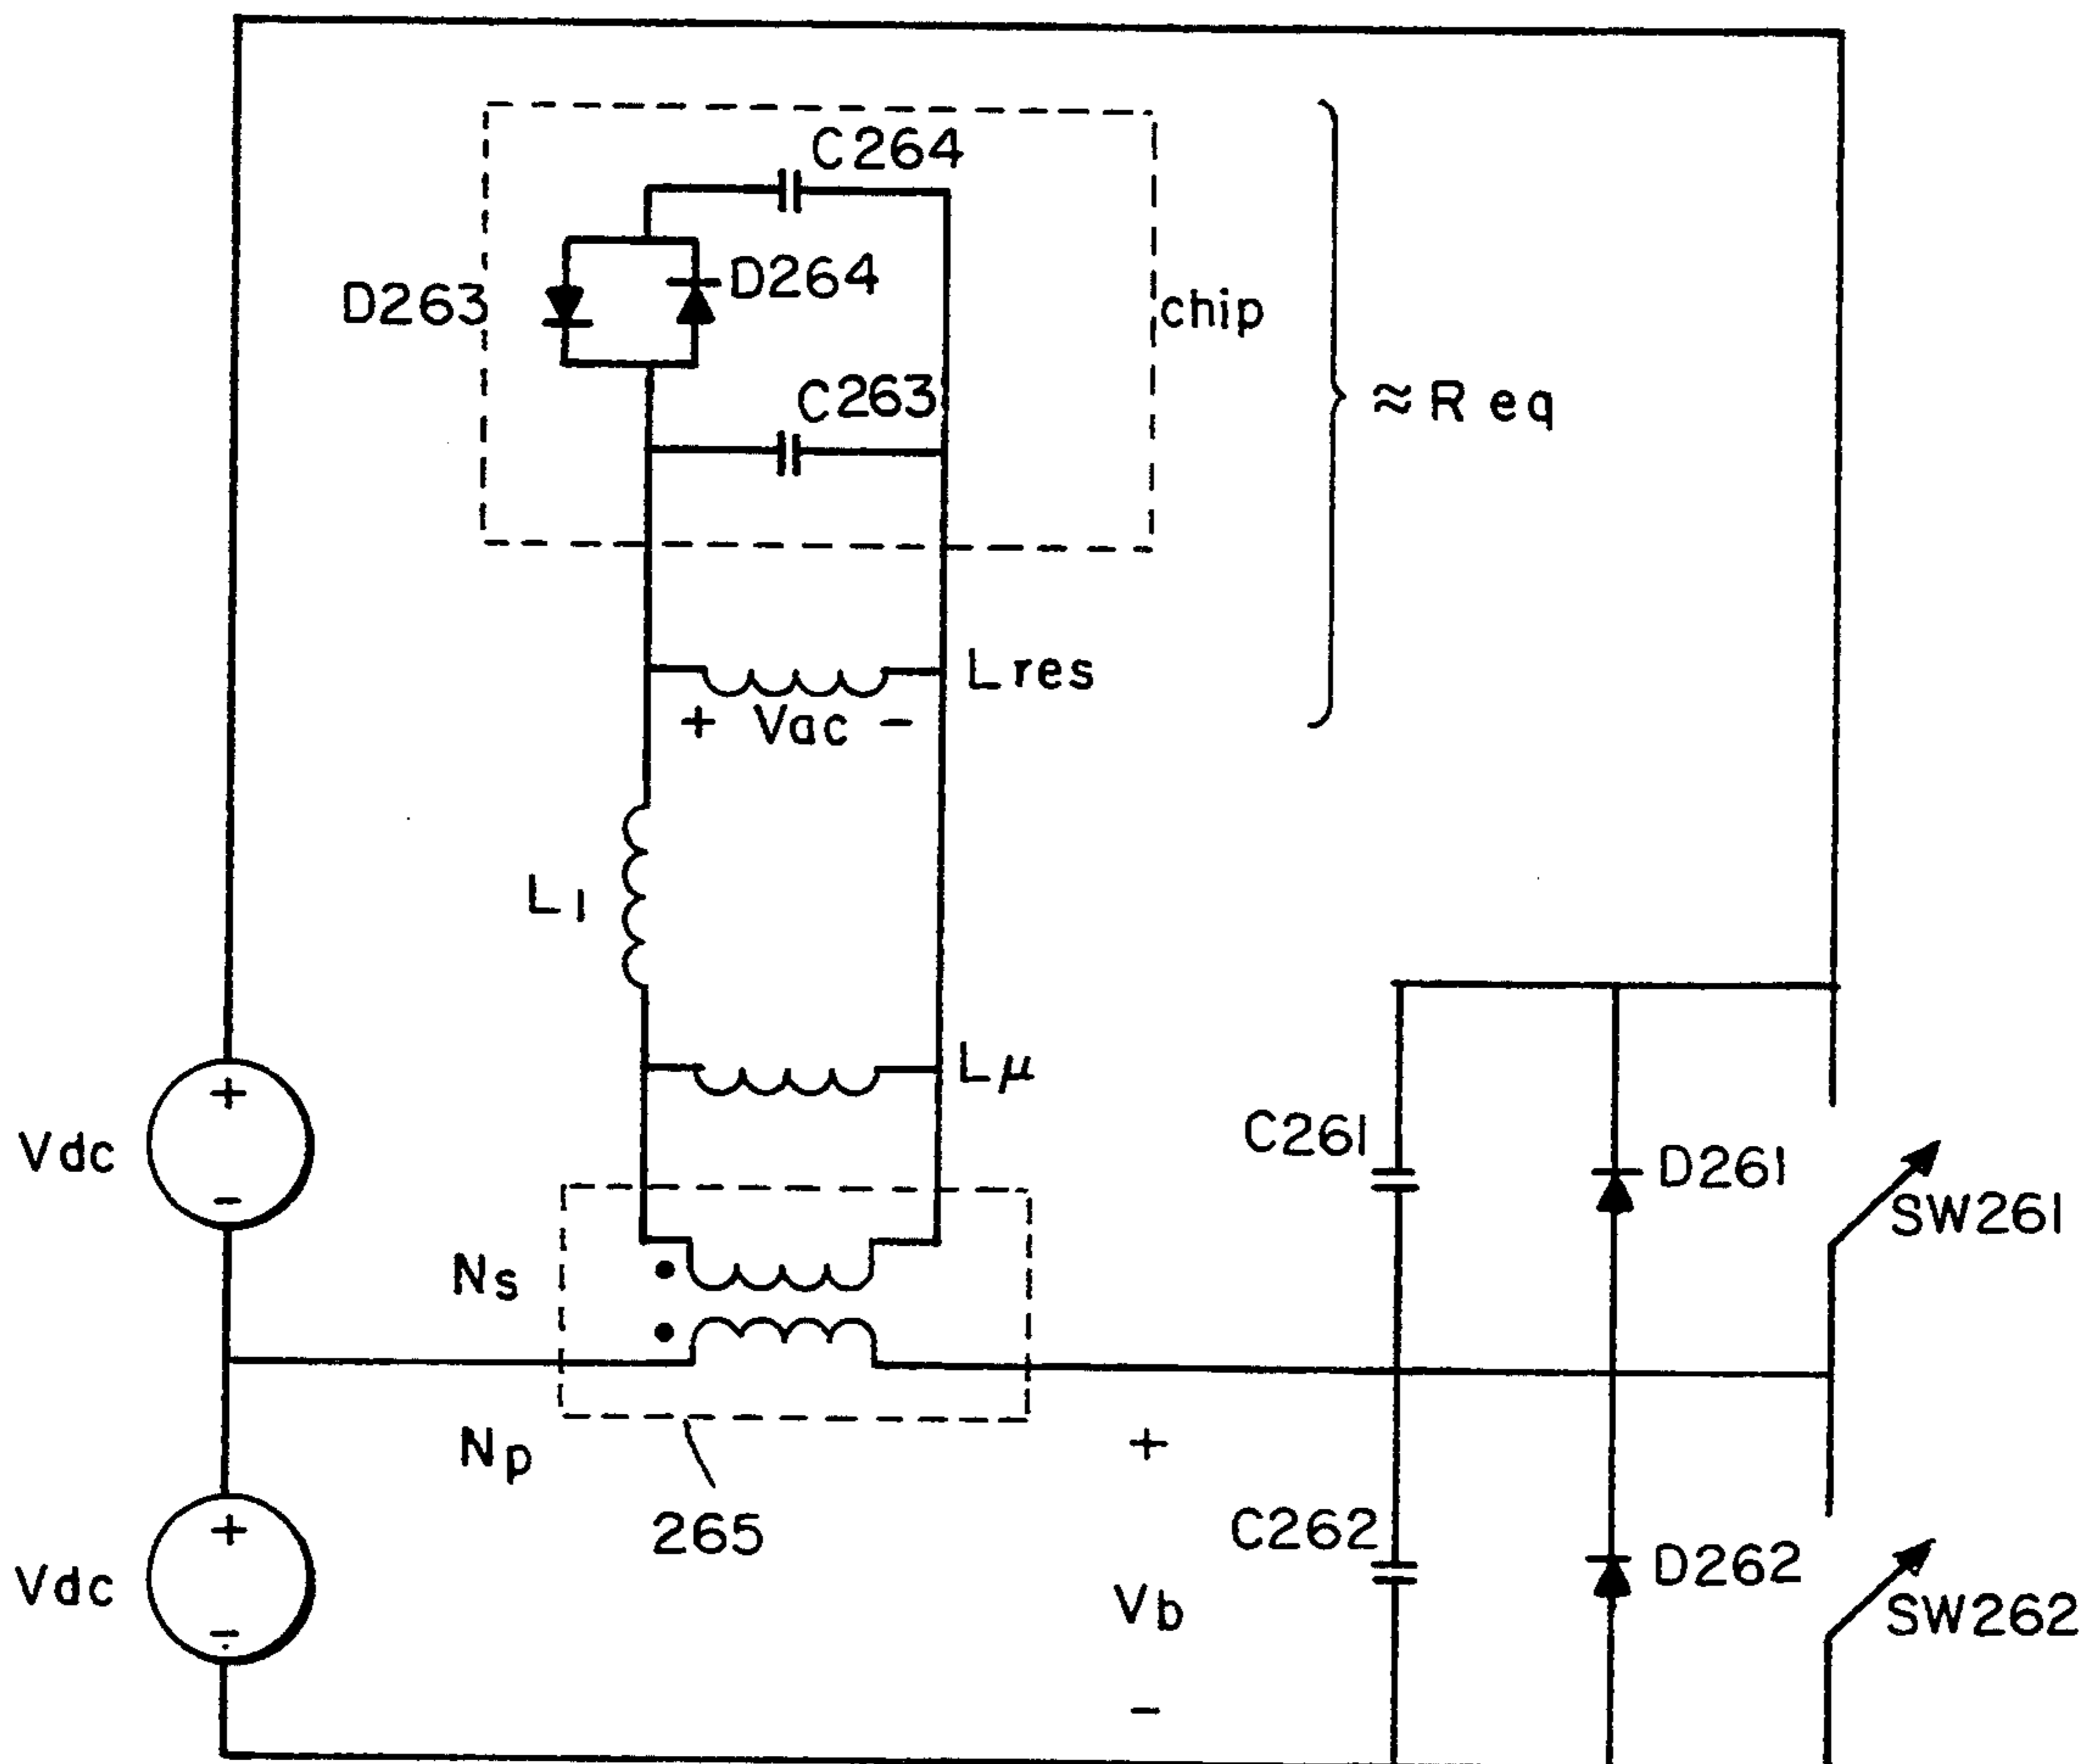 C264
D263
D264
chip
C263
≈ R eq
Lres
+ Vac -
L1
Lμ
+
Vdc
-
C261
D261
SW261
Ns
Np
265
+
Vb
-
+
Vdc
-
C262
D262
SW262